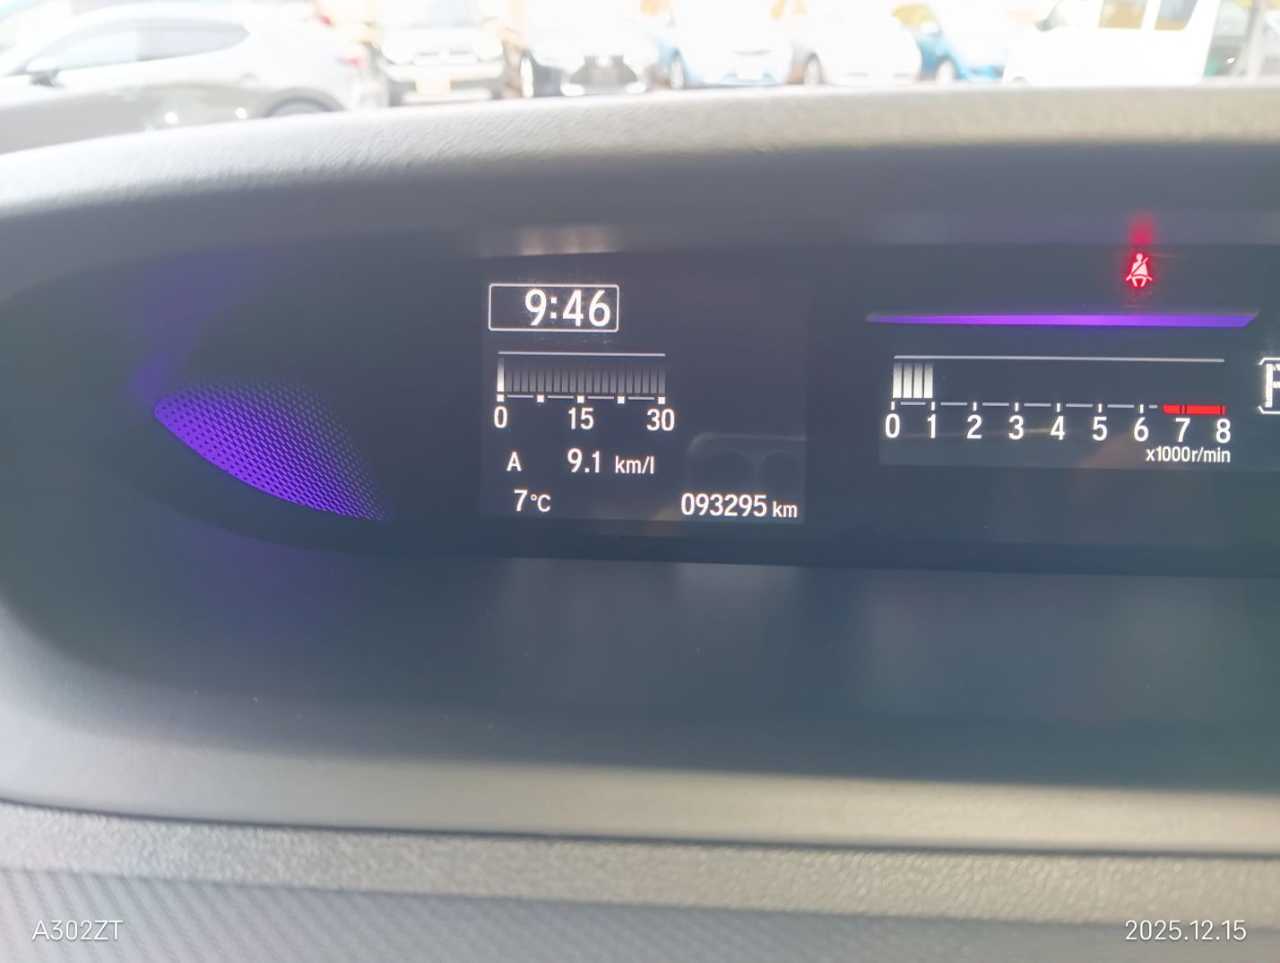 9:46
0 15 30
A 9.1 km/l
7°C 093295 km
0 1 2 3 4 5 6 7 8
x1000r/min
A302ZT
2025.12.15